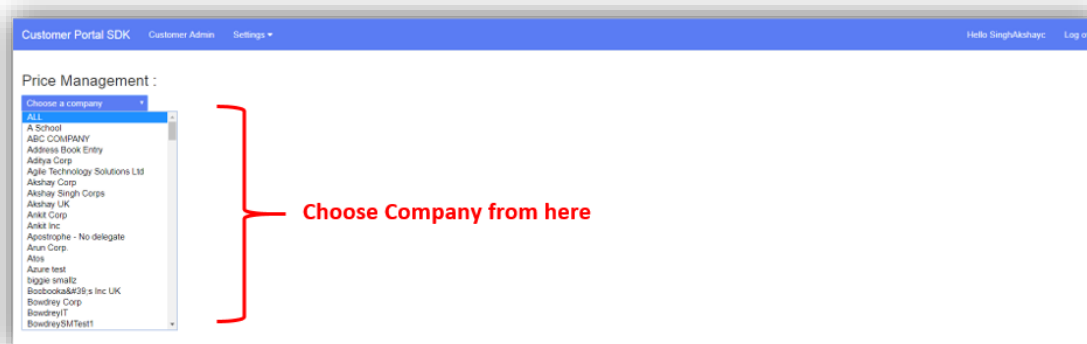 Customer Portal SDK Customer Admin Settings Hello SinghAkshayc Log
Price Management :
Choose a company
ALL
A School
ABC COMPANY
Address Book Entry
Aditya Corp
Agile Technology Solutions Ltd
Akshay Corp
Akshay Singh Corps
Akshay UK
Ankit Corp
Ankit Inc
Apostrophe - No delegate
Arun Corp.
Atos
Azure test
biggie smallz
Boobooka&#39;s Inc UK
Bowdrey Corp
BowdreyIT
BowdreySMTest1
Choose Company from here